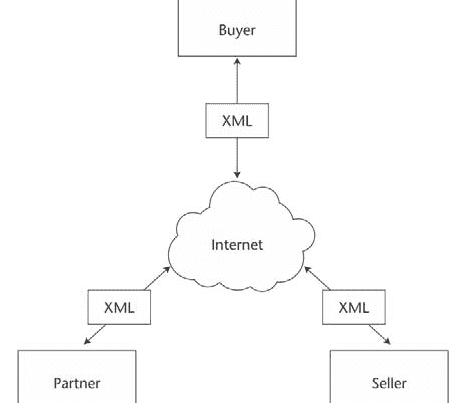 Buyer
XML
Internet
XML
XML
Partner
Seller